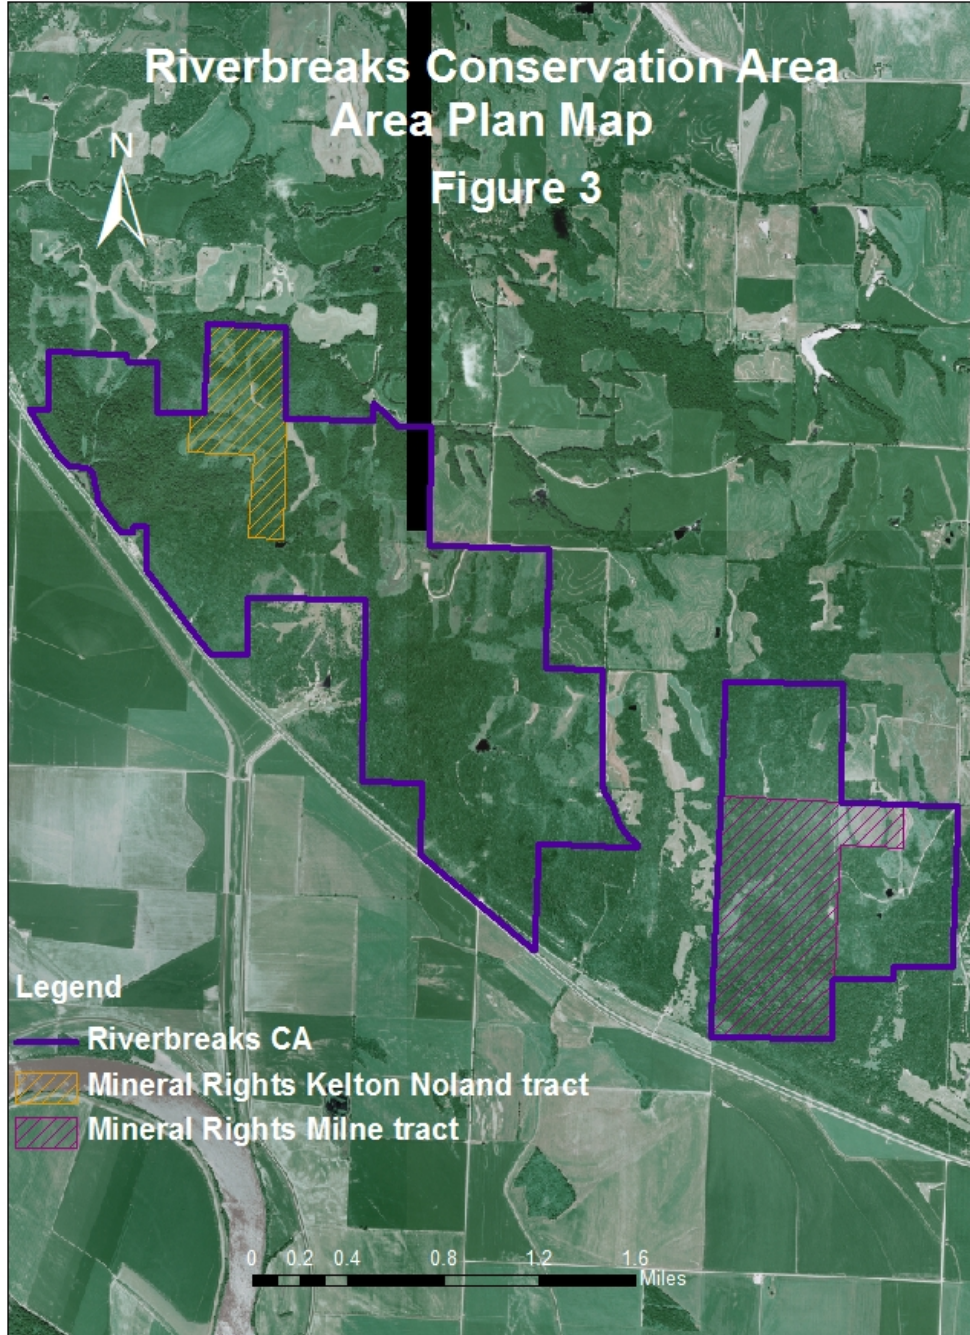 Riverbreaks Conservation Area
Area Plan Map
Figure 3
N
Legend
Riverbreaks CA
Mineral Rights Kelton Noland tract
Mineral Rights Milne tract
0 0.2 0.4 0.8 1.2 1.6
Miles